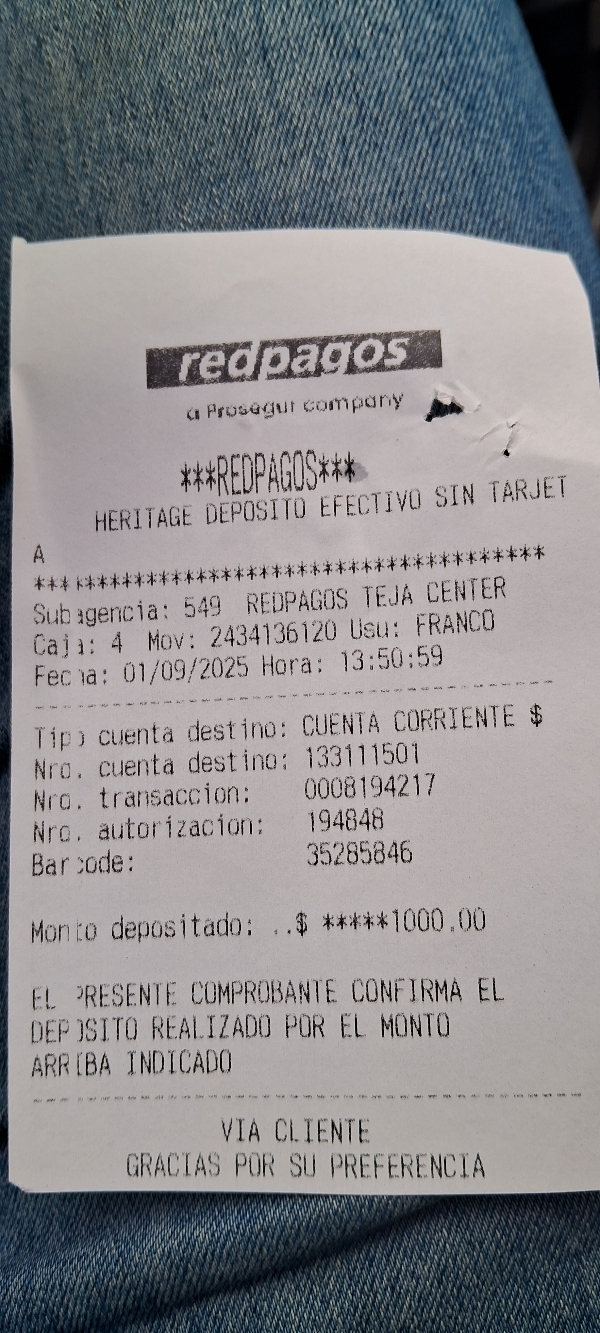 redpagos
a Prosegur company
***REDPAGOS***
HERITAGE DEPOSITO EFECTIVO SIN TARJET
A
***************************************
Subagencia: 549 REDPAGOS TEJA CENTER
Caja: 4 Mov: 2434136120 Usu: FRANCO
Fecha: 01/09/2025 Hora: 13:50:59
Tipo cuenta destino: CUENTA CORRIENTE $
Nro. cuenta destino: 133111501
Nro. transaccion: 0008194217
Nro. autorizacion: 194848
Barcode: 35285846
Monto depositado: ..$ *****1000.00
EL PRESENTE COMPROBANTE CONFIRMA EL
DEPOSITO REALIZADO POR EL MONTO
ARRIBA INDICADO
VIA CLIENTE
GRACIAS POR SU PREFERENCIA